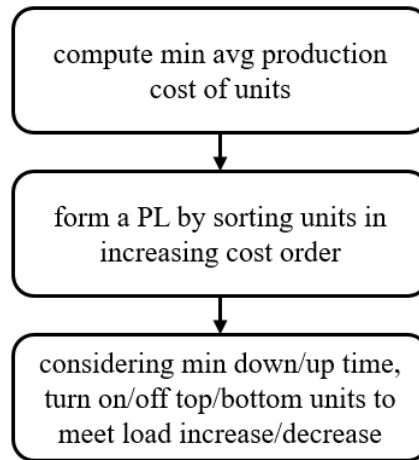 compute min avg production
cost of units
form a PL by sorting units in
increasing cost order
considering min down/up time,
turn on/off top/bottom units to
meet load increase/decrease